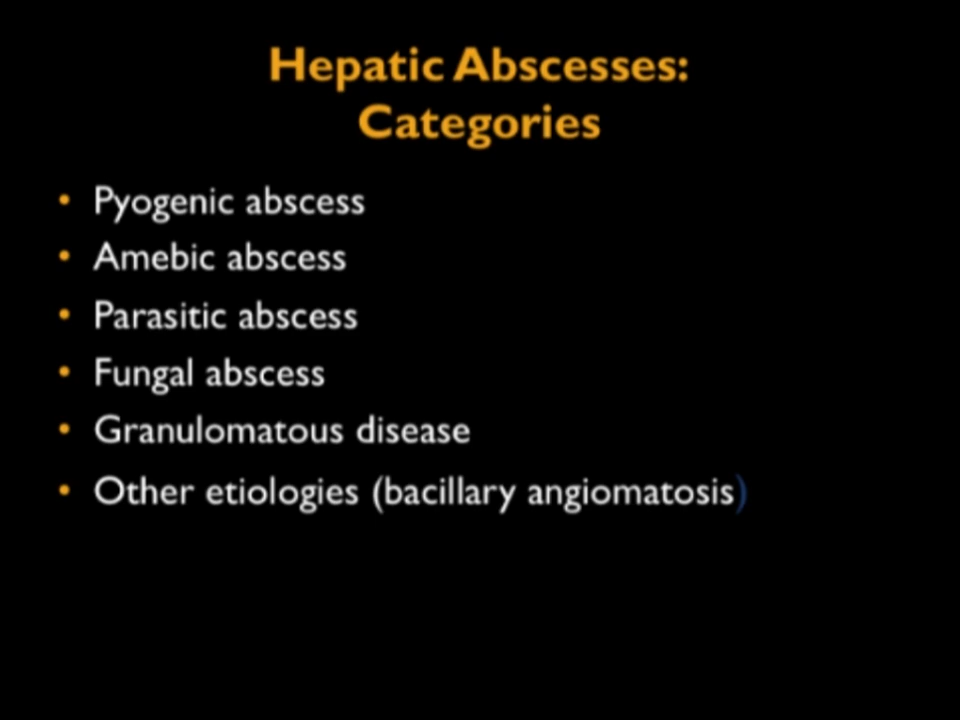 Hepatic Abscesses:
Categories
• Pyogenic abscess
• Amebic abscess
• Parasitic abscess
• Fungal abscess
• Granulomatous disease
• Other etiologies (bacillary angiomatosis)